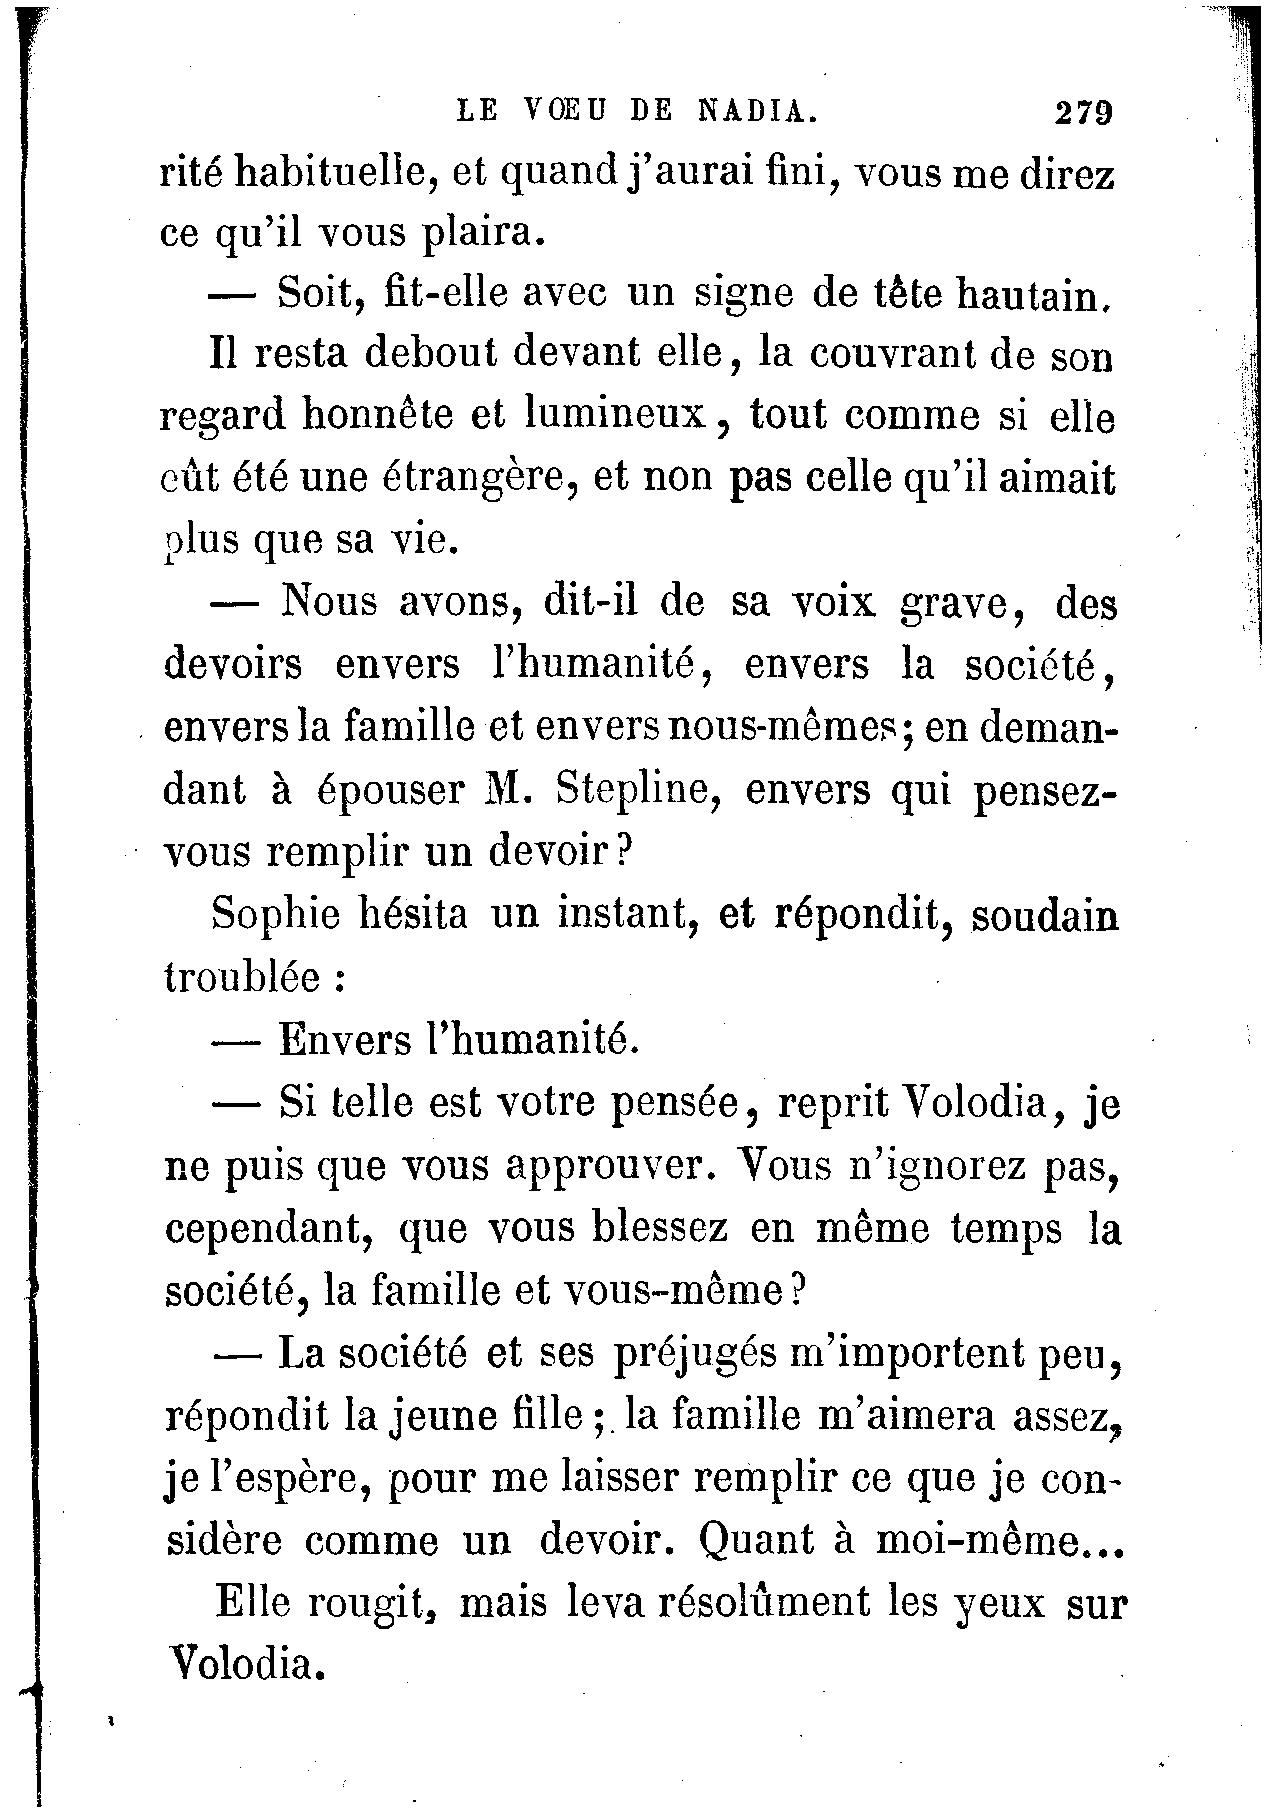 LE VŒU DE NADIA. 279
rité habituelle, et quand j'aurai fini, vous me direz
ce qu'il vous plaira.
— Soit, fit-elle avec un signe de tête hautain.
Il resta debout devant elle, la couvrant de son
regard honnête et lumineux, tout comme si elle
eût été une étrangère, et non pas celle qu'il aimait
plus que sa vie.
— Nous avons, dit-il de sa voix grave, des
devoirs envers l'humanité, envers la société,
envers la famille et envers nous-mêmes; en deman-
dant à épouser M. Stepline, envers qui pensez-
vous remplir un devoir?
Sophie hésita un instant, et répondit, soudain
troublée :
— Envers l'humanité.
— Si telle est votre pensée, reprit Volodia, je
ne puis que vous approuver. Vous n'ignorez pas,
cependant, que vous blessez en même temps la
société, la famille et vous-même?
— La société et ses préjugés m'importent peu,
répondit la jeune fille; la famille m'aimera assez,
je l'espère, pour me laisser remplir ce que je con-
sidère comme un devoir. Quant à moi-même...
Elle rougit, mais leva résolûment les yeux sur
Volodia.